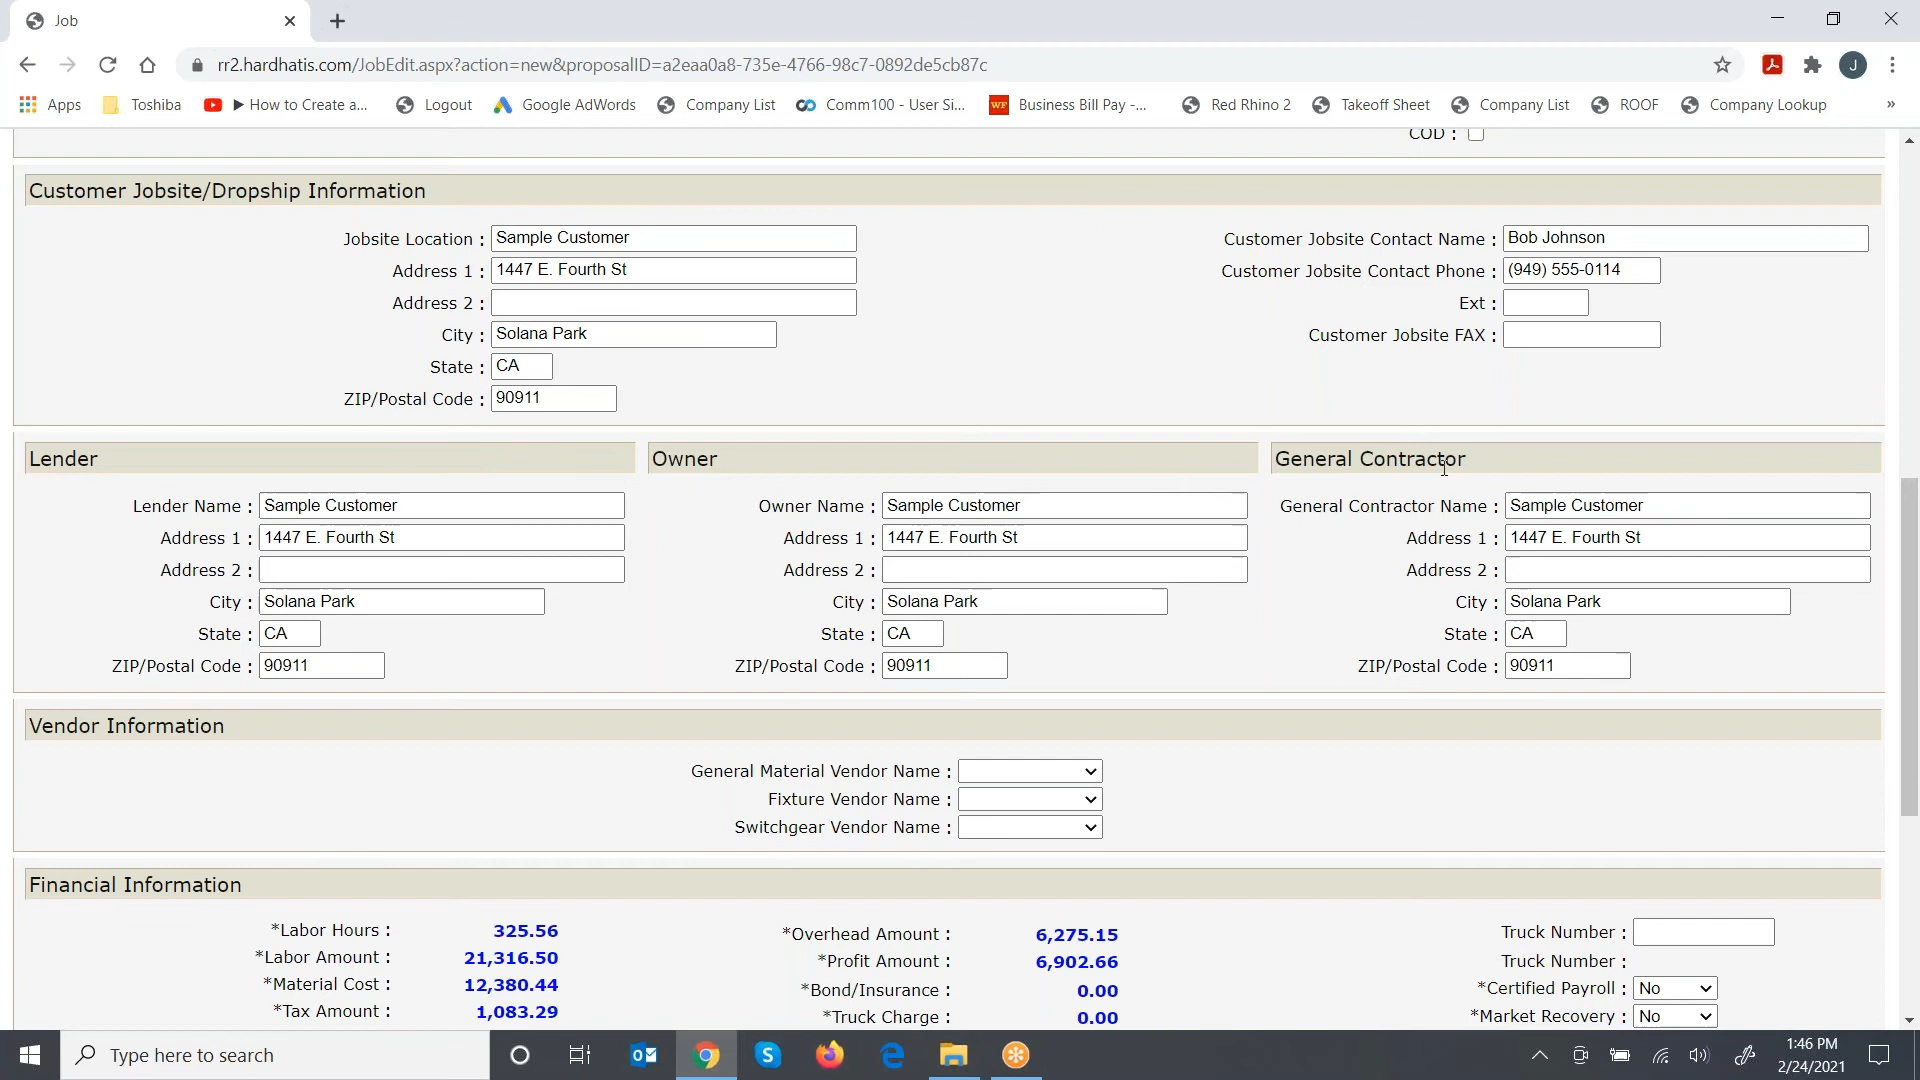 Job
rr2.hardhatis.com/JobEdit.aspx?action=new&proposalID=a2eaa0a8-735e-4766-98c7-0892de5cb87c
J
Apps Toshiba ▶ How to Create a... Logout Google AdWords Company List Comm100 - User Si... WF Business Bill Pay -... Red Rhino 2 Takeoff Sheet Company List ROOF Company Lookup »
COD :
Customer Jobsite/Dropship Information
Jobsite Location : Sample Customer
Address 1 : 1447 E. Fourth St
Address 2 :
City : Solana Park
State : CA
ZIP/Postal Code : 90911
Customer Jobsite Contact Name : Bob Johnson
Customer Jobsite Contact Phone : (949) 555-0114
Ext :
Customer Jobsite FAX :
Lender
Lender Name : Sample Customer
Address 1 : 1447 E. Fourth St
Address 2 :
City : Solana Park
State : CA
ZIP/Postal Code : 90911
Owner
Owner Name : Sample Customer
Address 1 : 1447 E. Fourth St
Address 2 :
City : Solana Park
State : CA
ZIP/Postal Code : 90911
General Contractor
General Contractor Name : Sample Customer
Address 1 : 1447 E. Fourth St
Address 2 :
City : Solana Park
State : CA
ZIP/Postal Code : 90911
Vendor Information
General Material Vendor Name :
Fixture Vendor Name :
Switchgear Vendor Name :
Financial Information
*Labor Hours : 325.56
*Labor Amount : 21,316.50
*Material Cost : 12,380.44
*Tax Amount : 1,083.29
*Overhead Amount : 6,275.15
*Profit Amount : 6,902.66
*Bond/Insurance : 0.00
*Truck Charge : 0.00
Truck Number :
Truck Number :
*Certified Payroll : No
*Market Recovery : No
Type here to search
1:46 PM
2/24/2021